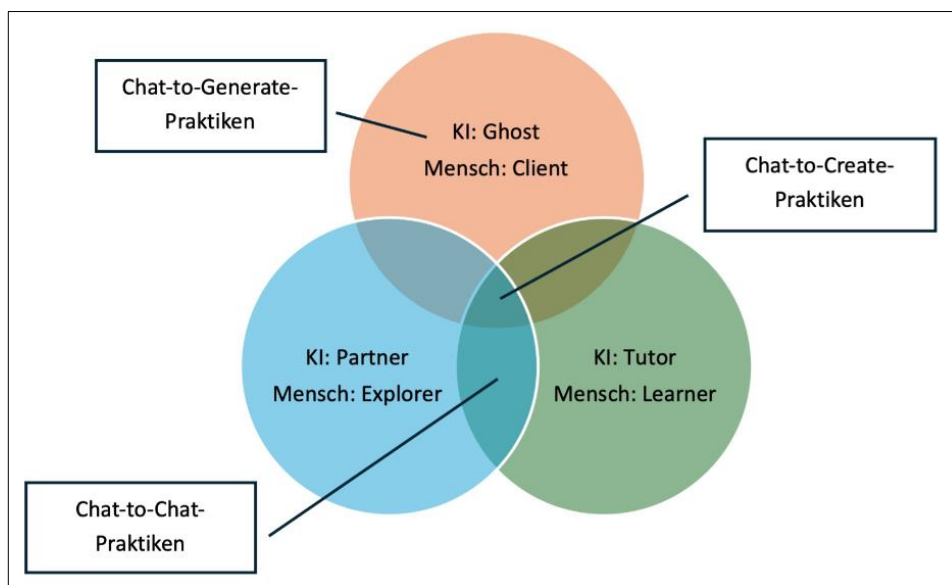 Chat-to-Generate-
Praktiken
KI: Ghost
Mensch: Client
Chat-to-Create-
Praktiken
KI: Partner
Mensch: Explorer
KI: Tutor
Mensch: Learner
Chat-to-Chat-
Praktiken